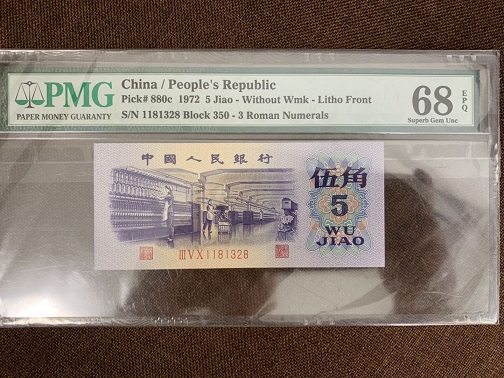 PMG
PAPER MONEY GUARANTY
China / People's Republic
Pick# 880c 1972 5 Jiao - Without Wmk - Litho Front
S/N 1181328 Block 350 - 3 Roman Numerals
68 EPQ
Superb Gem Unc
中國人民銀行
伍角
5
WU
JIAO
III V X 1181328